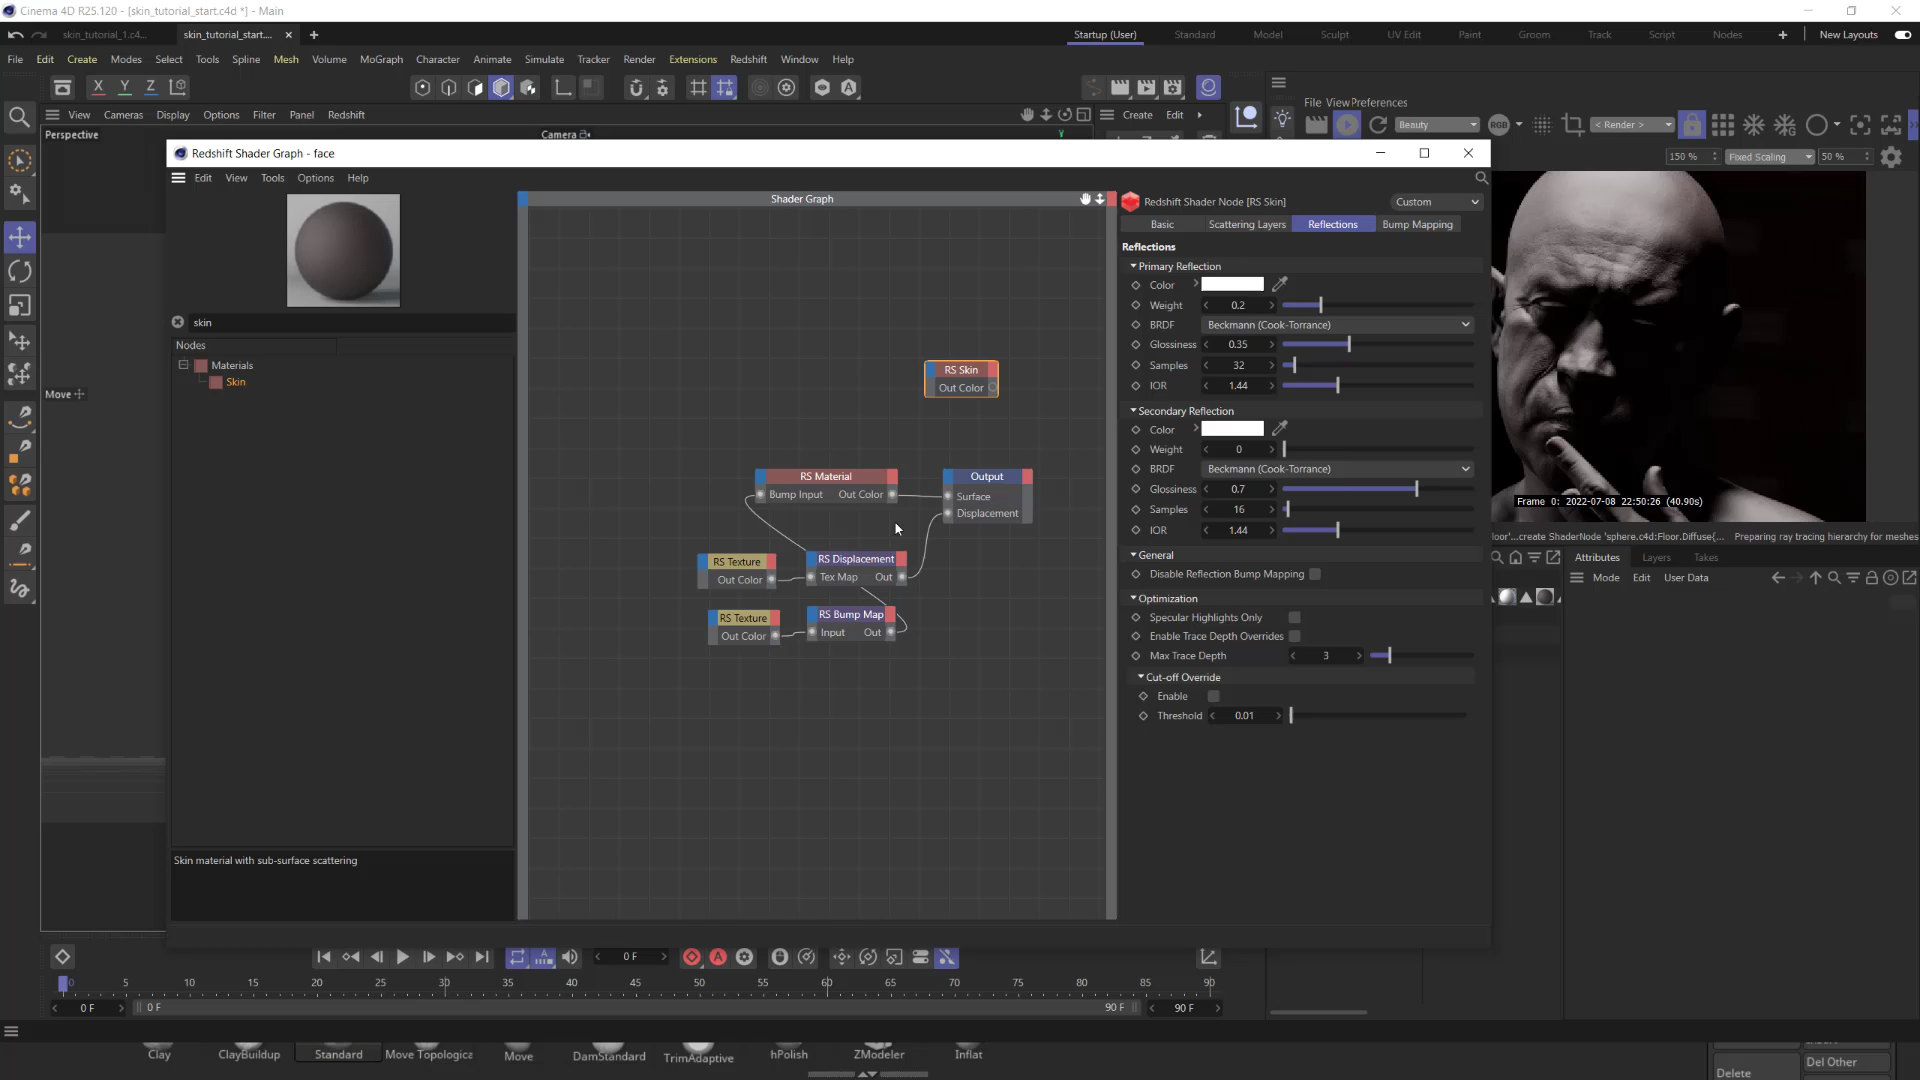 Cinema 4D R25.120 - [skin_tutorial_start.c4d *] - Main
skin_tutorial_1.c4...
skin_tutorial_start....
Startup (User)
Standard
Model
Sculpt
UV Edit
Paint
Groom
Track
Script
Nodes
New Layouts
File Edit Create Modes Select Tools Spline Mesh Volume MoGraph Character Animate Simulate Tracker Render Extensions Redshift Window Help
X Y Z
View Cameras Display Options Filter Panel Redshift
Create Edit
File View Preferences
Beauty
RGB
< Render >
150 %
Fixed Scaling
50 %
Perspective
Camera
Y
Move
Redshift Shader Graph - face
Edit View Tools Options Help
skin
Nodes
Materials
Skin
Skin material with sub-surface scattering
Shader Graph
RS Skin
Out Color
RS Material
Bump Input Out Color
Output
Surface
Displacement
RS Texture
Out Color
RS Displacement
Tex Map Out
RS Texture
Out Color
RS Bump Map
Input Out
Redshift Shader Node [RS Skin]
Custom
Basic
Scattering Layers
Reflections
Bump Mapping
Reflections
Primary Reflection
Color
Weight 0.2
BRDF Beckmann (Cook-Torrance)
Glossiness 0.35
Samples 32
IOR 1.44
Secondary Reflection
Color
Weight 0
BRDF Beckmann (Cook-Torrance)
Glossiness 0.7
Samples 16
IOR 1.44
General
Disable Reflection Bump Mapping
Optimization
Specular Highlights Only
Enable Trace Depth Overrides
Max Trace Depth 3
Cut-off Override
Enable
Threshold 0.01
Frame 0: 2022-07-08 22:50:26 (40.90s)
loor'...create ShaderNode 'sphere.c4d:Floor.Diffuse(...
Preparing ray tracing hierarchy for meshes
Attributes
Layers
Takes
Mode Edit User Data
0 F
0 5 10 15 20 25 30 35 40 45 50 55 60 65 70 75 80 85 90
0 F
0 F
90 F
90 F
Clay
ClayBuildup
Standard
Move Topologica
Move
DamStandard
TrimAdaptive
hPolish
ZModeler
Inflat
Delete
Del Other